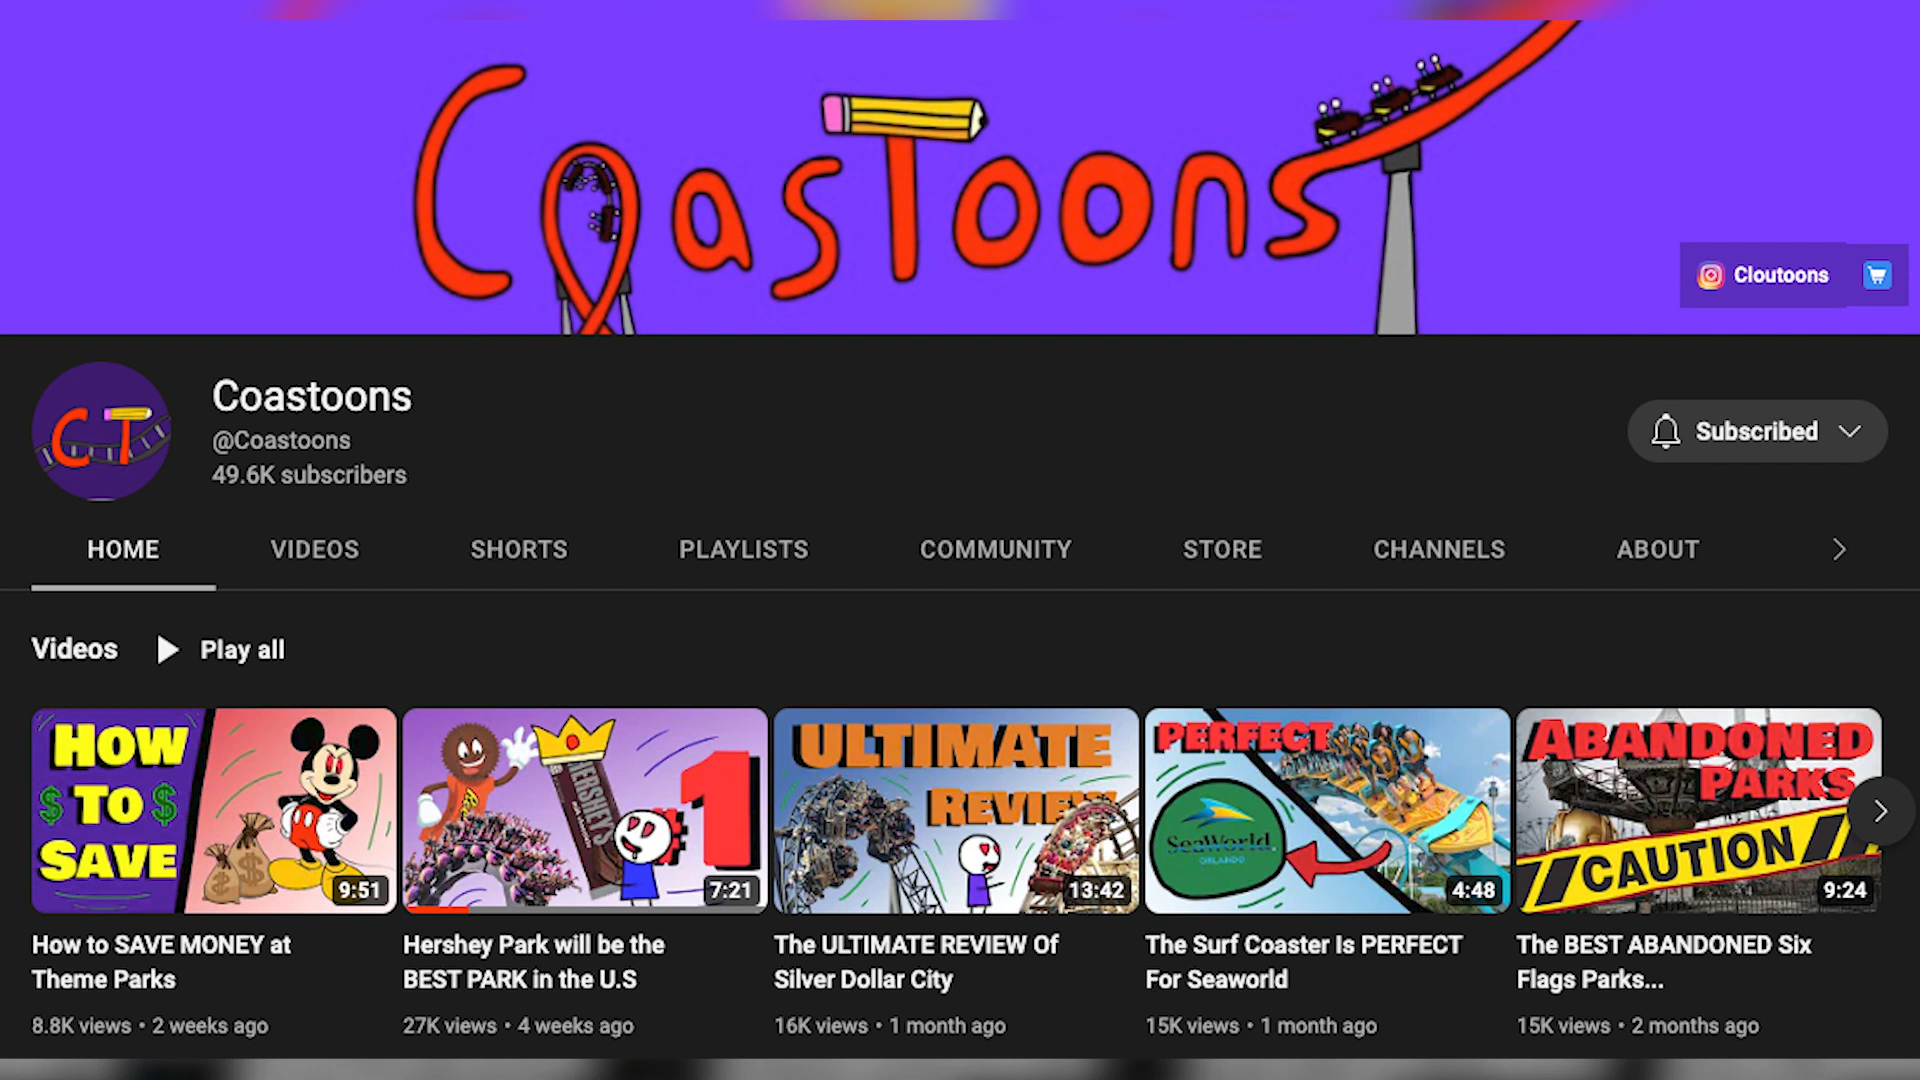 CoasToons
Cloutoons
CT
Coastoons
@Coastoons
49.6K subscribers
Subscribed
HOME VIDEOS SHORTS PLAYLISTS COMMUNITY STORE CHANNELS ABOUT
Videos Play all
HOW
$ TO $
SAVE
9:51
Reese's
HERSHEY'S
#1
7:21
ULTIMATE
REVIEW
13:42
PERFECT
SeaWorld
ORLANDO
4:48
ABANDONED
PARKS
CAUTION
9:24
How to SAVE MONEY at
Theme Parks
8.8K views • 2 weeks ago
Hershey Park will be the
BEST PARK in the U.S
27K views • 4 weeks ago
The ULTIMATE REVIEW Of
Silver Dollar City
16K views • 1 month ago
The Surf Coaster Is PERFECT
For Seaworld
15K views • 1 month ago
The BEST ABANDONED Six
Flags Parks...
15K views • 2 months ago